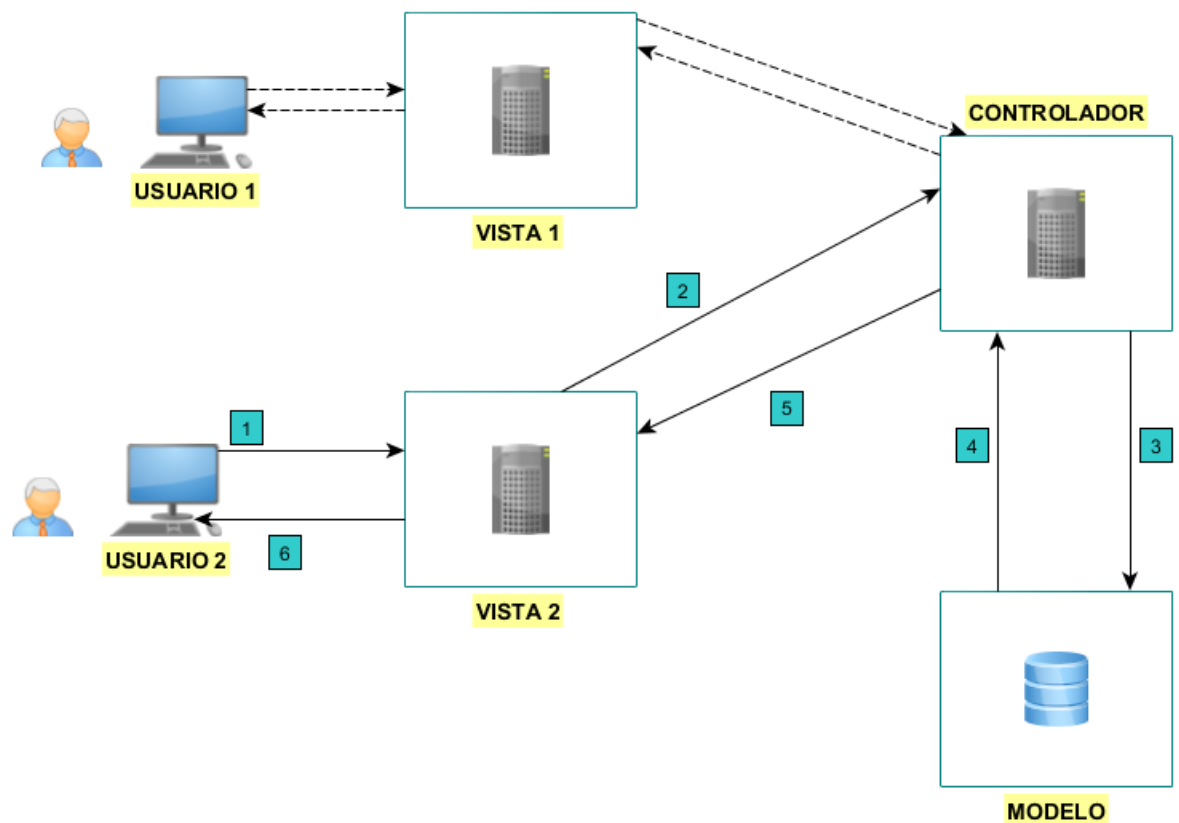 CONTROLADOR
USUARIO 1
VISTA 1
2
1
5
4
3
6
USUARIO 2
VISTA 2
MODELO